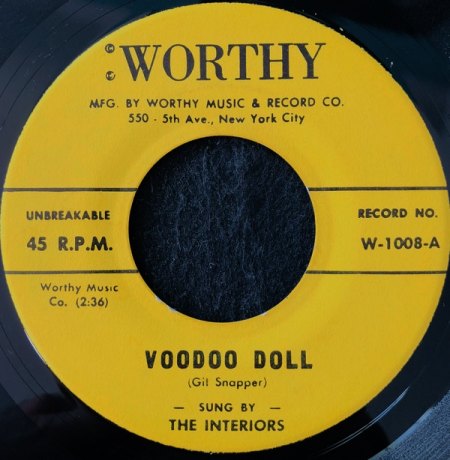 WORTHY
MFG. BY WORTHY MUSIC & RECORD CO.
550 - 5th Ave., New York City
UNBREAKABLE
45 R.P.M.
RECORD NO.
W-1008-A
Worthy Music
Co. (2:36)
VOODOO DOLL
(Gil Snapper)
— SUNG BY —
THE INTERIORS